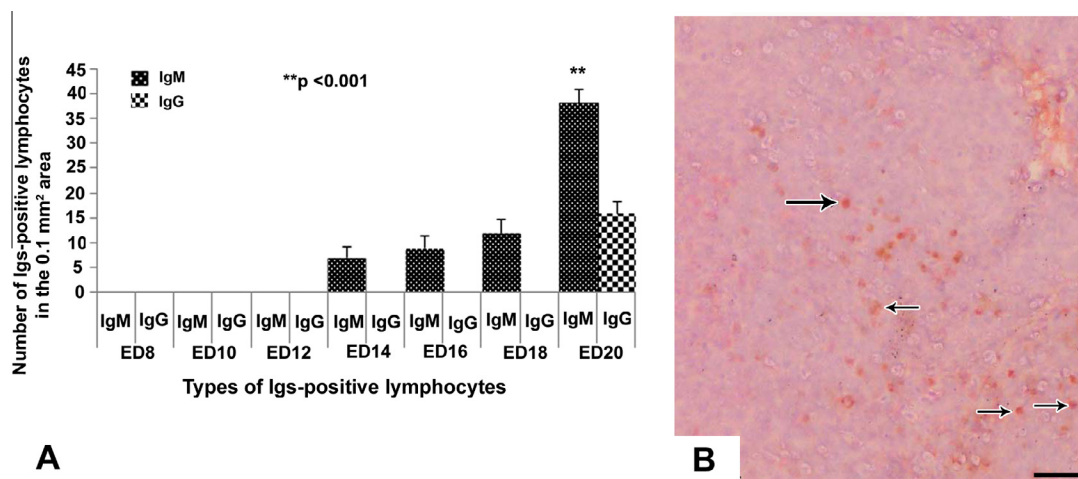 Number of Igs-positive lymphocytes
in the 0.1 mm² area
45
40
35
30
25
20
15
10
5
0
IgM
IgG
**p <0.001
**
IgM IgG IgM IgG IgM IgG IgM IgG IgM IgG IgM IgG IgM IgG
ED8 ED10 ED12 ED14 ED16 ED18 ED20
Types of Igs-positive lymphocytes
A
B